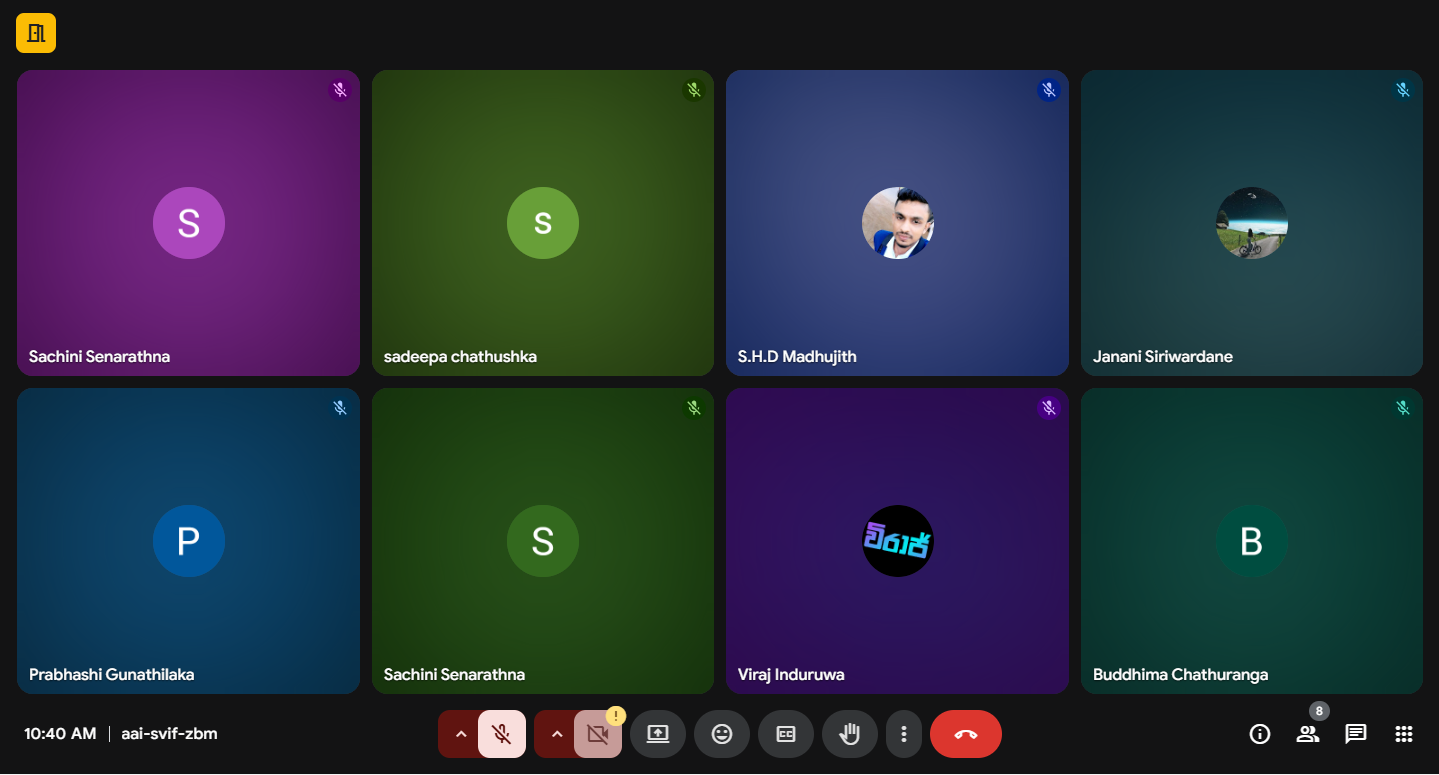 S
s
Sachini Senarathna
sadeepa chathushka
S.H.D Madhujith
Janani Siriwardane
P
S
විරාජ්
B
Prabhashi Gunathilaka
Sachini Senarathna
Viraj Induruwa
Buddhima Chathuranga
!
8
10:40 AM | aai-svif-zbm
CC